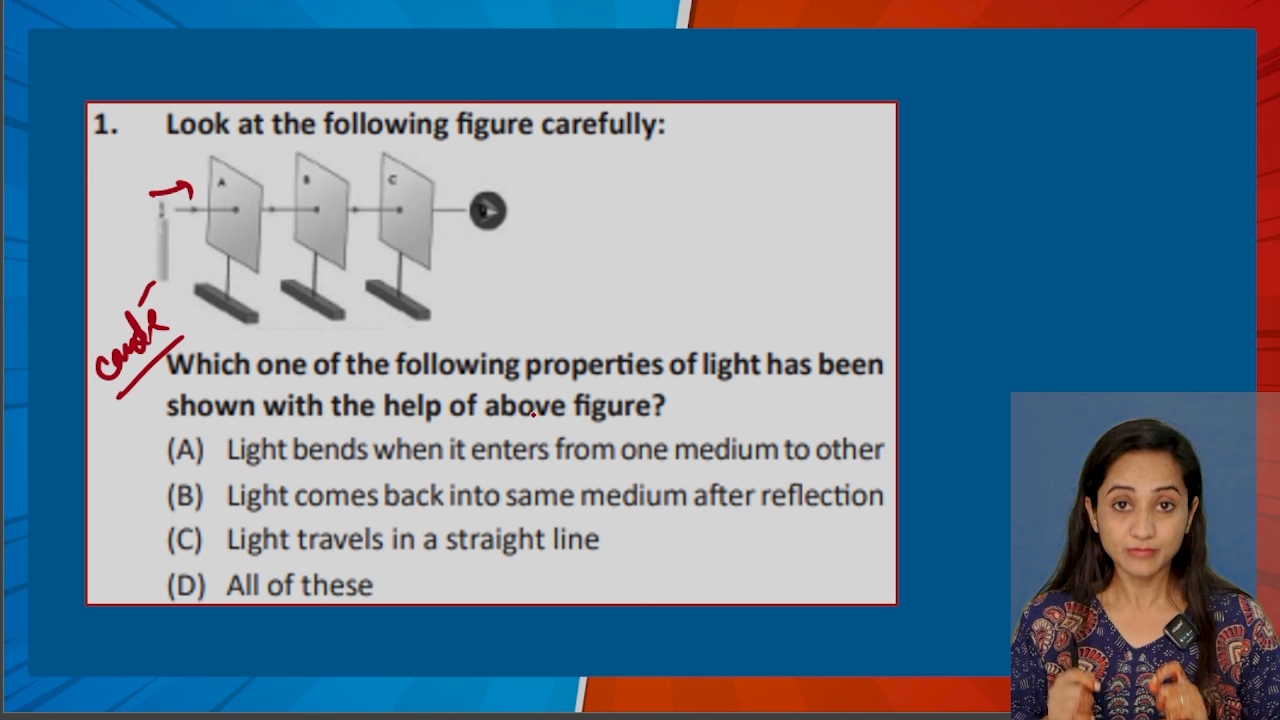 1. Look at the following figure carefully:
A B C
candle
Which one of the following properties of light has been
shown with the help of above figure?
(A) Light bends when it enters from one medium to other
(B) Light comes back into same medium after reflection
(C) Light travels in a straight line
(D) All of these